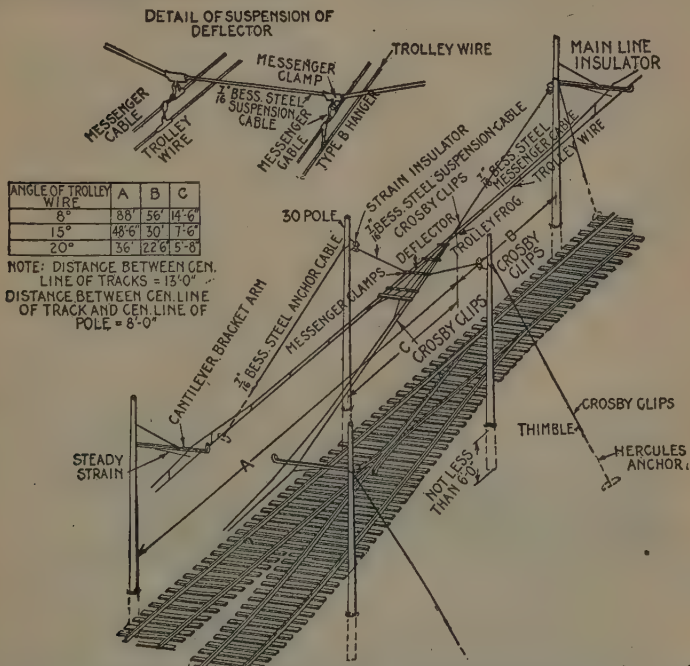 DETAIL OF SUSPENSION OF
DEFLECTOR
MESSENGER
CLAMP
TROLLEY WIRE
MAIN LINE
INSULATOR
7/16" BESS. STEEL
SUSPENSION
CABLE
MESSENGER
CABLE
TROLLEY
WIRE
MESSENGER
CABLE
TYPE B HANGER
ANGLE OF TROLLEY
WIRE
A
B
C
8° 88' 56' 14'-6"
15° 48'-6" 30' 7'-6"
20° 36' 22'6 5'-8"
NOTE: DISTANCE BETWEEN CEN.
LINE OF TRACKS = 13'-0"
DISTANCE BETWEEN CEN. LINE
OF TRACK AND CEN. LINE OF
POLE = 8'-0"
30 POLE
STRAIN INSULATOR
7/16" BESS. STEEL SUSPENSION CABLE
CROSBY CLIPS
DEFLECTOR
TROLLEY FROG
7/16" BESS. STEEL
MESSENGER CABLE
TROLLEY WIRE
B
CROSBY
CLIPS
MESSENGER CLAMPS
7/16" BESS. STEEL ANCHOR CABLE
CANTILEVER BRACKET ARM
C
CROSBY CLIPS
STEADY
STRAIN
A
NOT LESS
THAN 6'-0"
THIMBLE
CROSBY CLIPS
HERCULES
ANCHOR